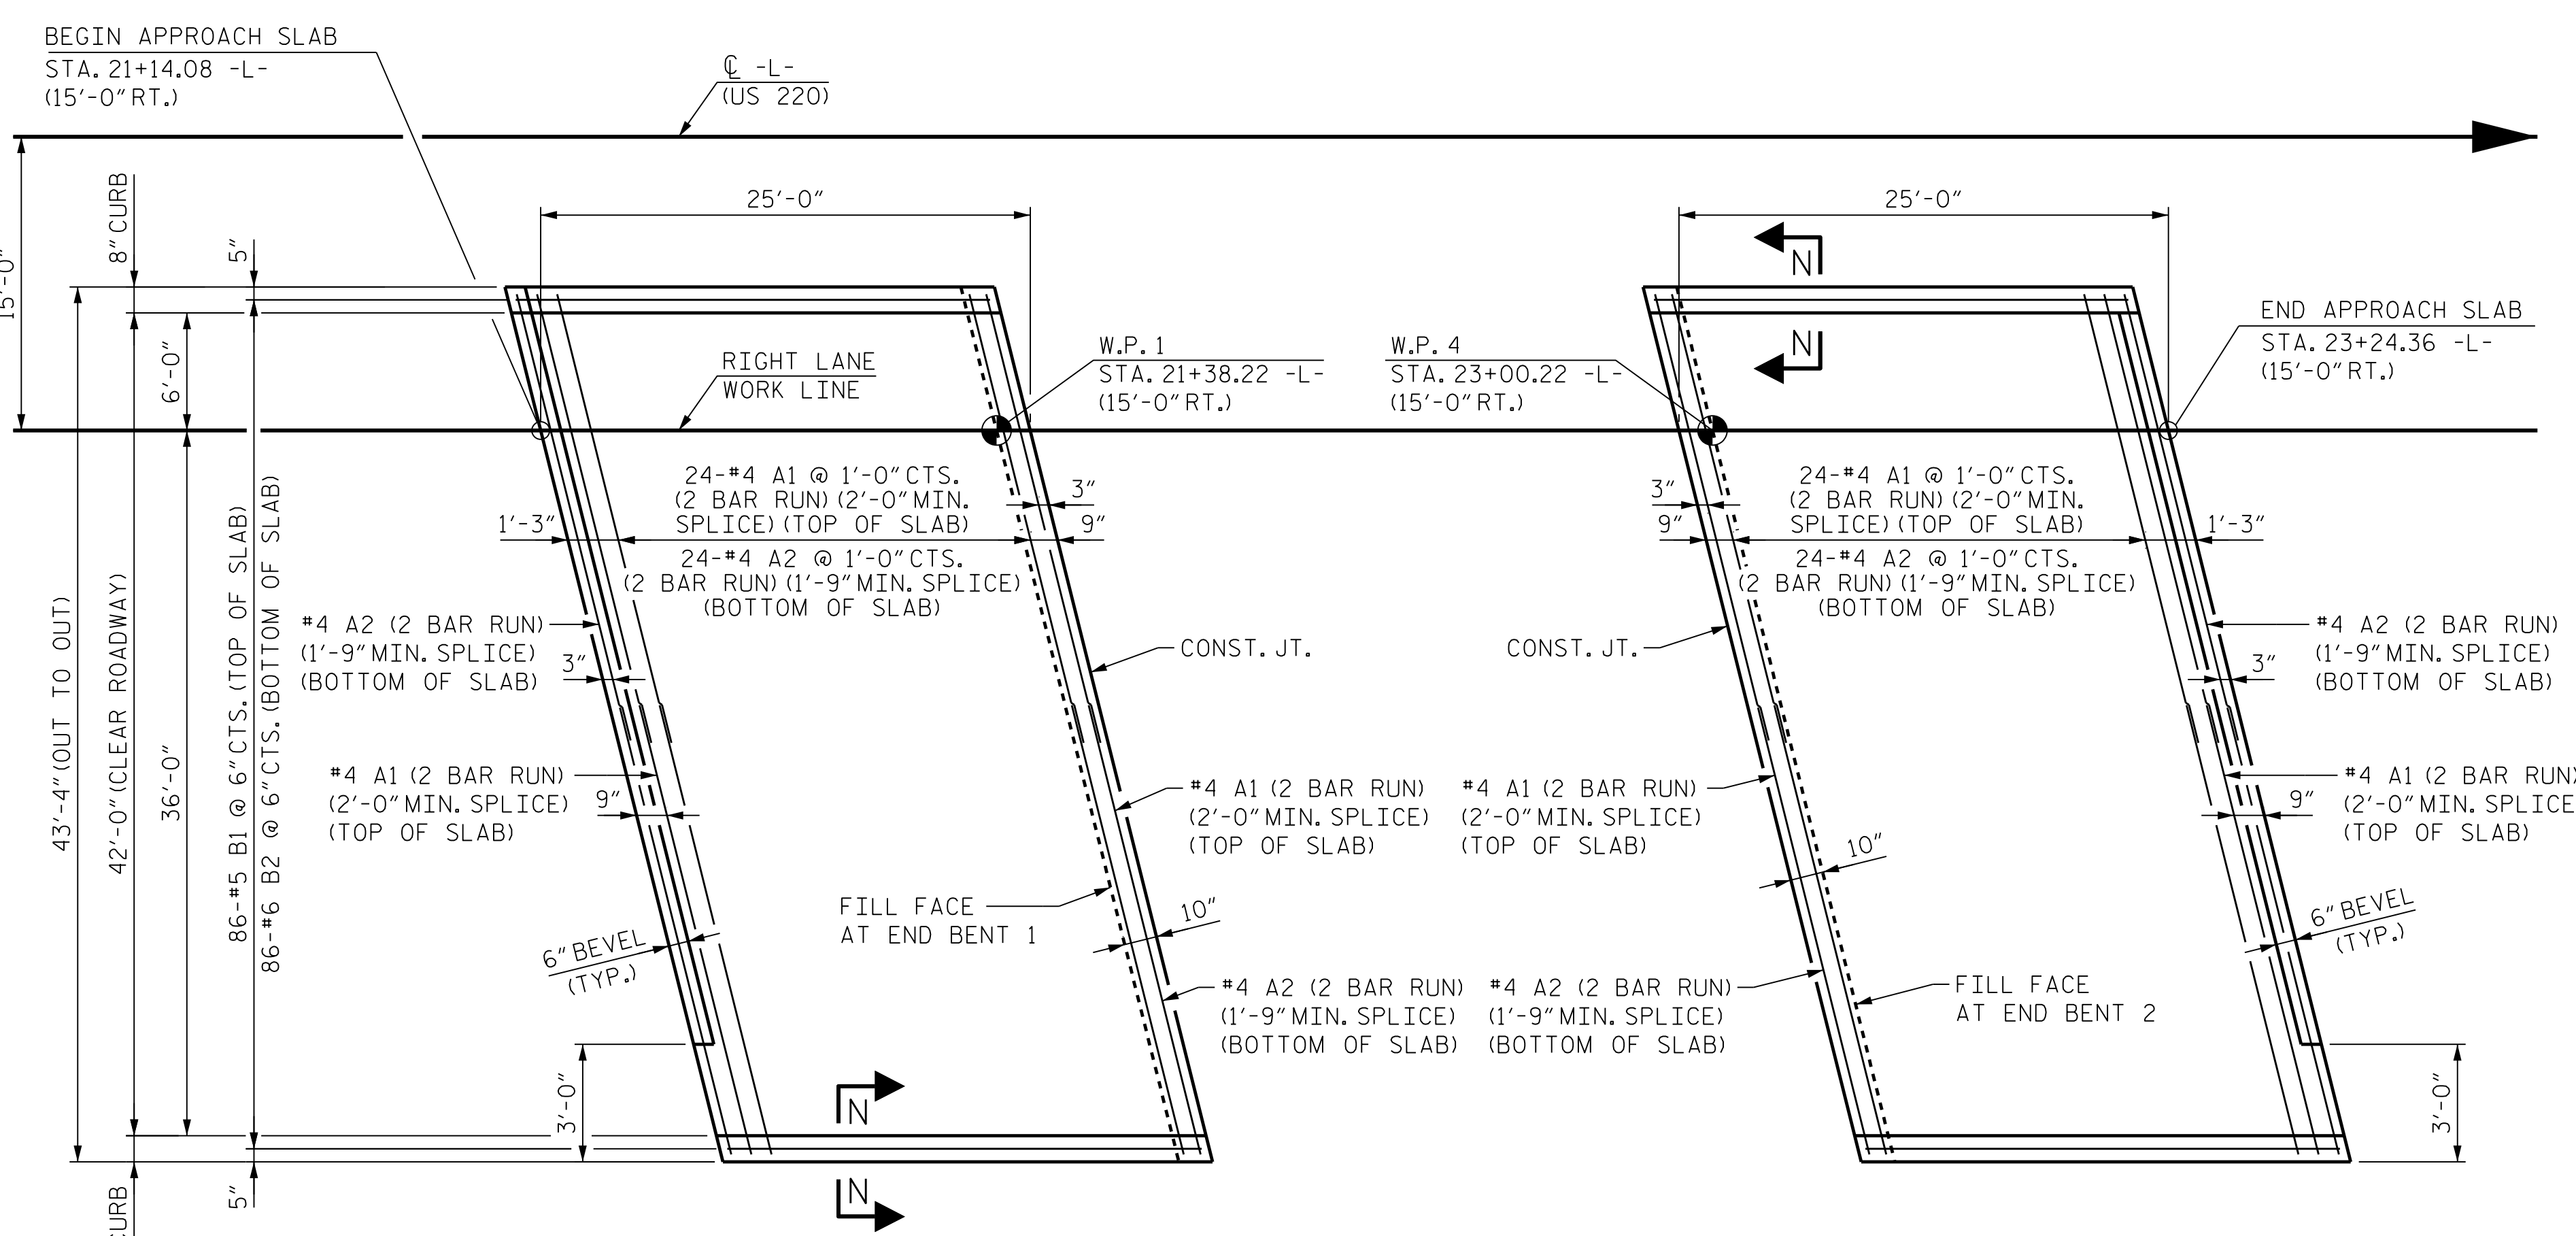 BEGIN APPROACH SLAB
STA. 21+14.08 -L-
(15'-0" RT.)
℄ -L-
(US 220)
15'-0"
8" CURB
5"
25'-0"
25'-0"
N
N
6'-0"
RIGHT LANE
WORK LINE
W.P. 1
STA. 21+38.22 -L-
(15'-0" RT.)
W.P. 4
STA. 23+00.22 -L-
(15'-0" RT.)
END APPROACH SLAB
STA. 23+24.36 -L-
(15'-0" RT.)
24-#4 A1 @ 1'-0" CTS.
(2 BAR RUN) (2'-0" MIN.
SPLICE) (TOP OF SLAB)
24-#4 A2 @ 1'-0" CTS.
(2 BAR RUN) (1'-9" MIN. SPLICE)
(BOTTOM OF SLAB)
1'-3"
3"
9"
3"
9"
24-#4 A1 @ 1'-0" CTS.
(2 BAR RUN) (2'-0" MIN.
SPLICE) (TOP OF SLAB)
24-#4 A2 @ 1'-0" CTS.
(2 BAR RUN) (1'-9" MIN. SPLICE)
(BOTTOM OF SLAB)
1'-3"
43'-4" (OUT TO OUT)
42'-0" (CLEAR ROADWAY)
36'-0"
86-#5 B1 @ 6" CTS. (TOP OF SLAB)
86-#6 B2 @ 6" CTS. (BOTTOM OF SLAB)
#4 A2 (2 BAR RUN)
(1'-9" MIN. SPLICE)
(BOTTOM OF SLAB)
3"
CONST. JT.
CONST. JT.
#4 A2 (2 BAR RUN)
(1'-9" MIN. SPLICE)
(BOTTOM OF SLAB)
3"
#4 A1 (2 BAR RUN)
(2'-0" MIN. SPLICE)
(TOP OF SLAB)
9"
#4 A1 (2 BAR RUN)
(2'-0" MIN. SPLICE)
(TOP OF SLAB)
#4 A1 (2 BAR RUN)
(2'-0" MIN. SPLICE)
(TOP OF SLAB)
#4 A1 (2 BAR RUN)
(2'-0" MIN. SPLICE
(TOP OF SLAB)
9"
FILL FACE
AT END BENT 1
10"
10"
6" BEVEL
(TYP.)
6" BEVEL
(TYP.)
#4 A2 (2 BAR RUN)
(1'-9" MIN. SPLICE)
(BOTTOM OF SLAB)
#4 A2 (2 BAR RUN)
(1'-9" MIN. SPLICE)
(BOTTOM OF SLAB)
FILL FACE
AT END BENT 2
3'-0"
3'-0"
N
N
5"
CURB